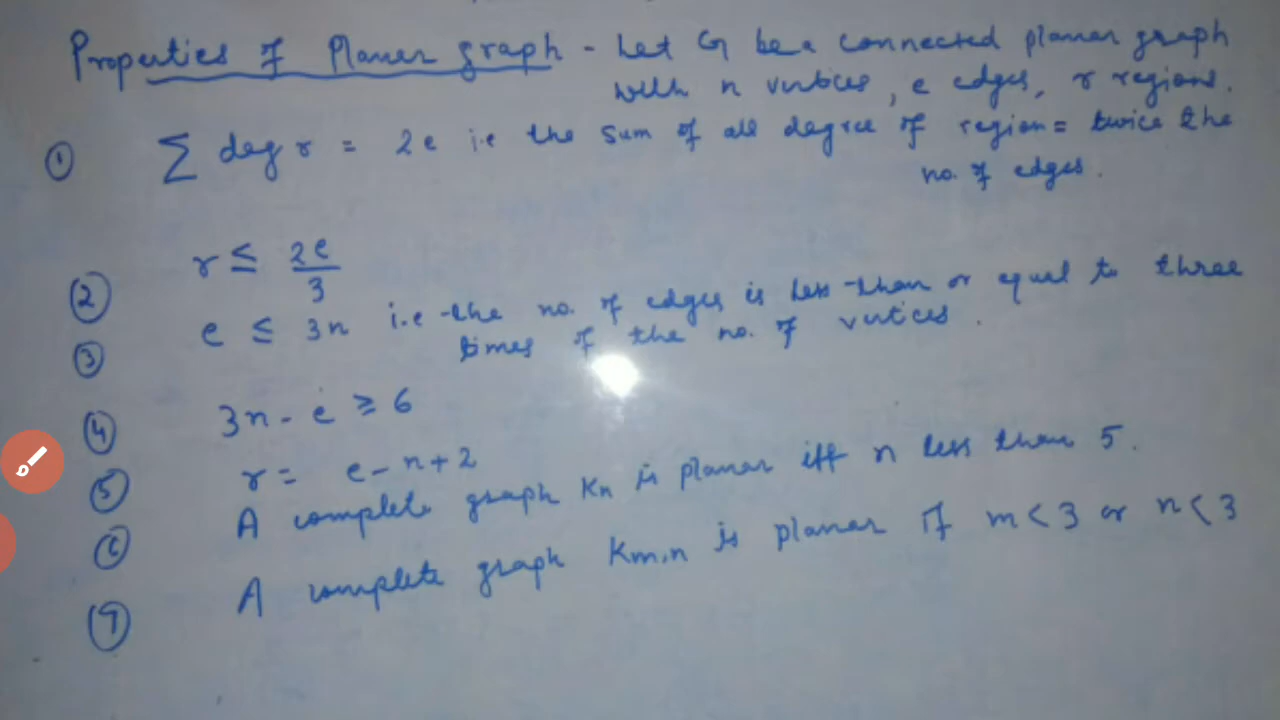 Properties of Planer graph - Let G be a connected planar graph
with n vertices, e edges, r regions.
① ∑ deg r = 2e i.e the sum of all degree of region = twice the
no. of edges.
② r ≤ 2e/3
③ e ≤ 3n i.e the no. of edges is less than or equal to three
times of the no. of vertices.
④ 3n - e ≥ 6
⑤ r = e - n + 2
⑥ A complete graph Kn is planar iff n less than 5.
⑦ A complete graph Km,n is planar if m < 3 or n < 3